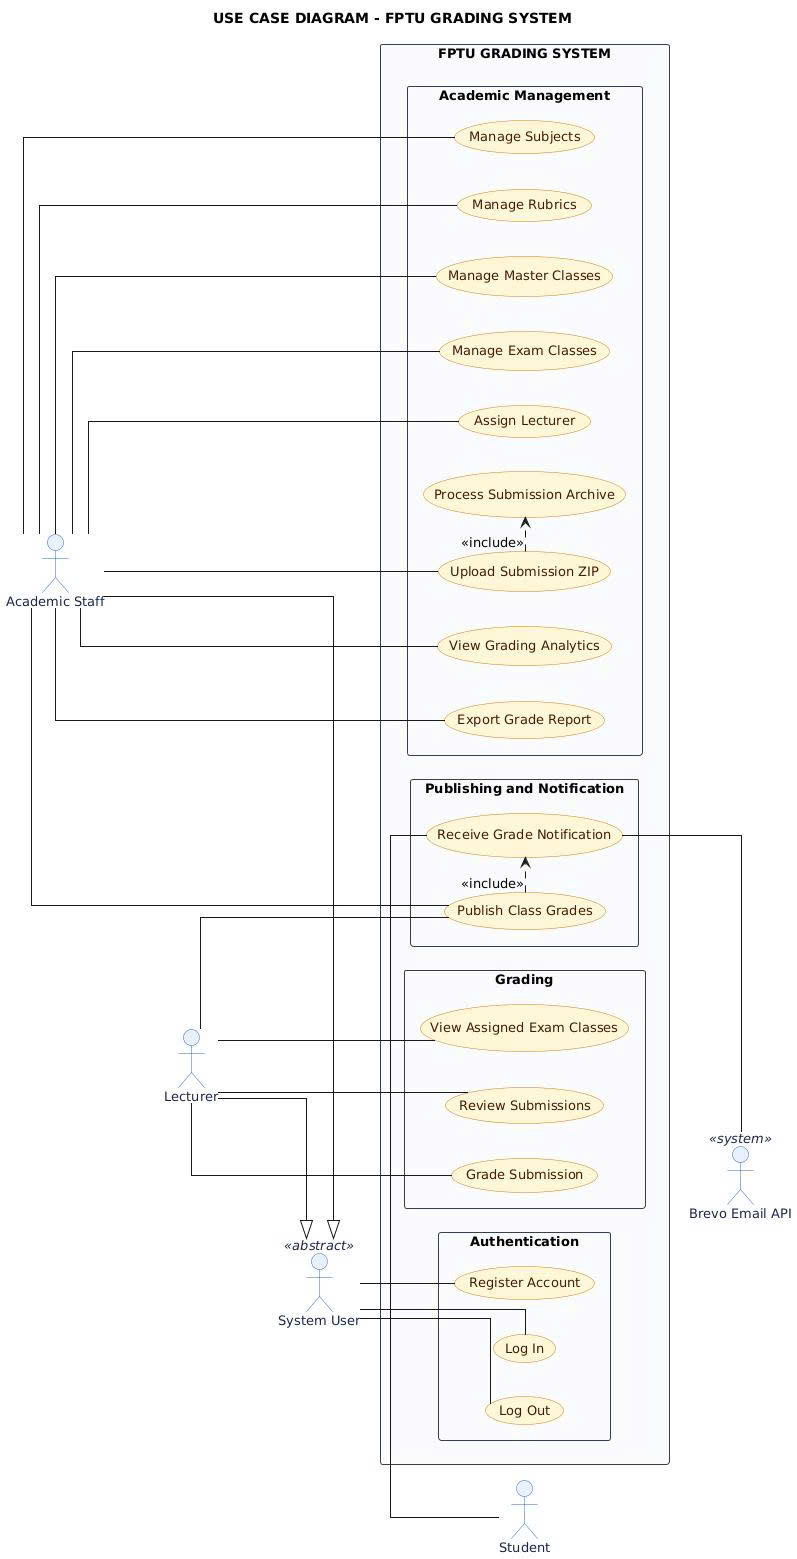 USE CASE DIAGRAM - FPTU GRADING SYSTEM
FPTU GRADING SYSTEM
Academic Management
Manage Subjects
Manage Rubrics
Manage Master Classes
Manage Exam Classes
Assign Lecturer
Process Submission Archive
«include»
Upload Submission ZIP
Academic Staff
View Grading Analytics
Export Grade Report
Publishing and Notification
Receive Grade Notification
«include»
Publish Class Grades
Grading
View Assigned Exam Classes
Lecturer
Review Submissions
Grade Submission
«system»
Brevo Email API
Authentication
«abstract»
System User
Register Account
Log In
Log Out
Student